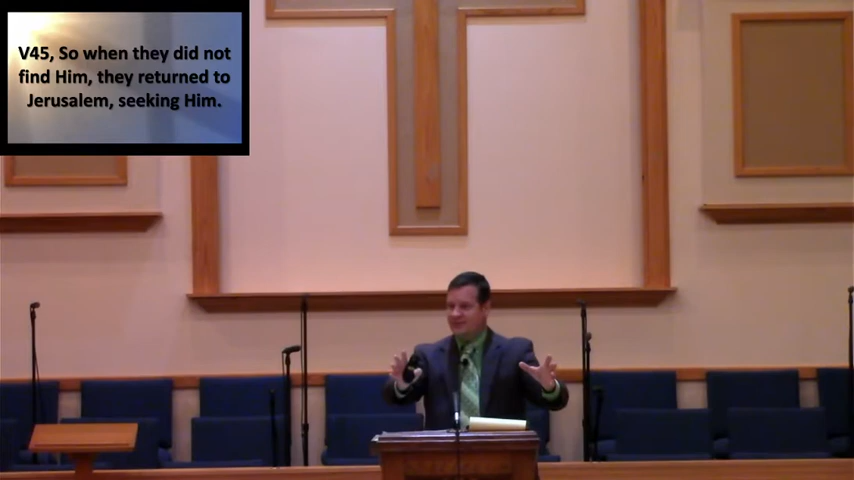 V45, So when they did not
find Him, they returned to
Jerusalem, seeking Him.